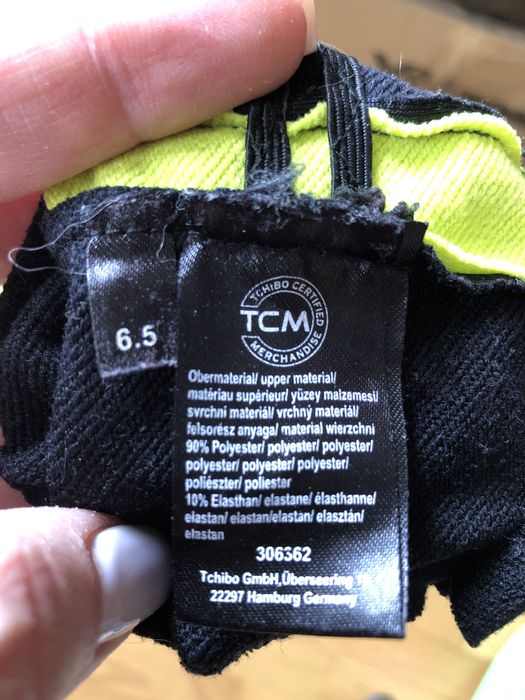 6.5
TCHIBO CERTIFIED
TCM
MERCHANDISE
Obermaterial/ upper material/
matériau supérieur/ yüzey malzemesi
svrchni materiál/ vrchný materiál/
felsorész anyaga/ material wierzchni
90% Polyester/ polyester/ polyester/
polyester/ polyester/ polyester/
poliészter/ poliester
10% Elasthan/ elastane/ élasthanne/
elastan/ elastan/elastan/ elasztán/
elastan
306362
Tchibo GmbH,Überseering
22297 Hamburg Germany